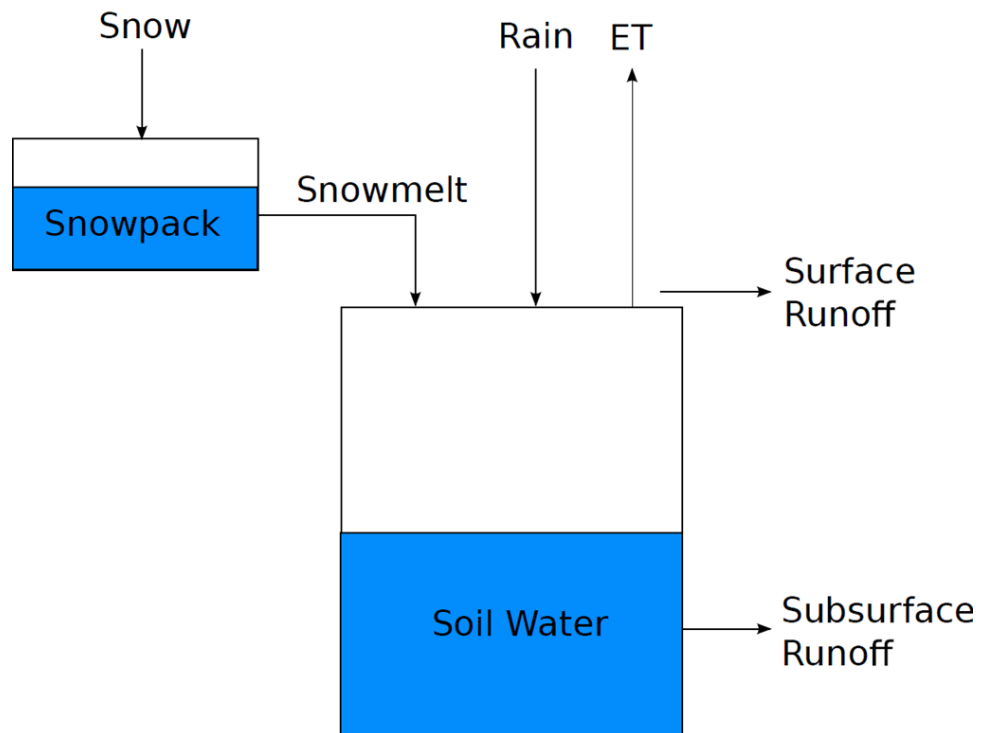 Snow
Rain
ET
Snowmelt
Snowpack
Surface
Runoff
Soil Water
Subsurface
Runoff